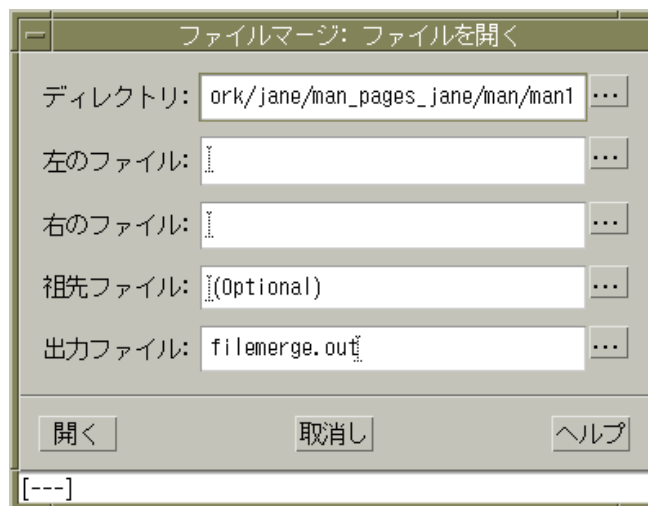 ファイルマージ: ファイルを開く
ディレクトリ: ork/jane/man_pages_jane/man/man1 ...
左のファイル: ...
右のファイル: ...
祖先ファイル: (Optional) ...
出力ファイル: filemerge.out ...
開く 取消し ヘルプ
[---]